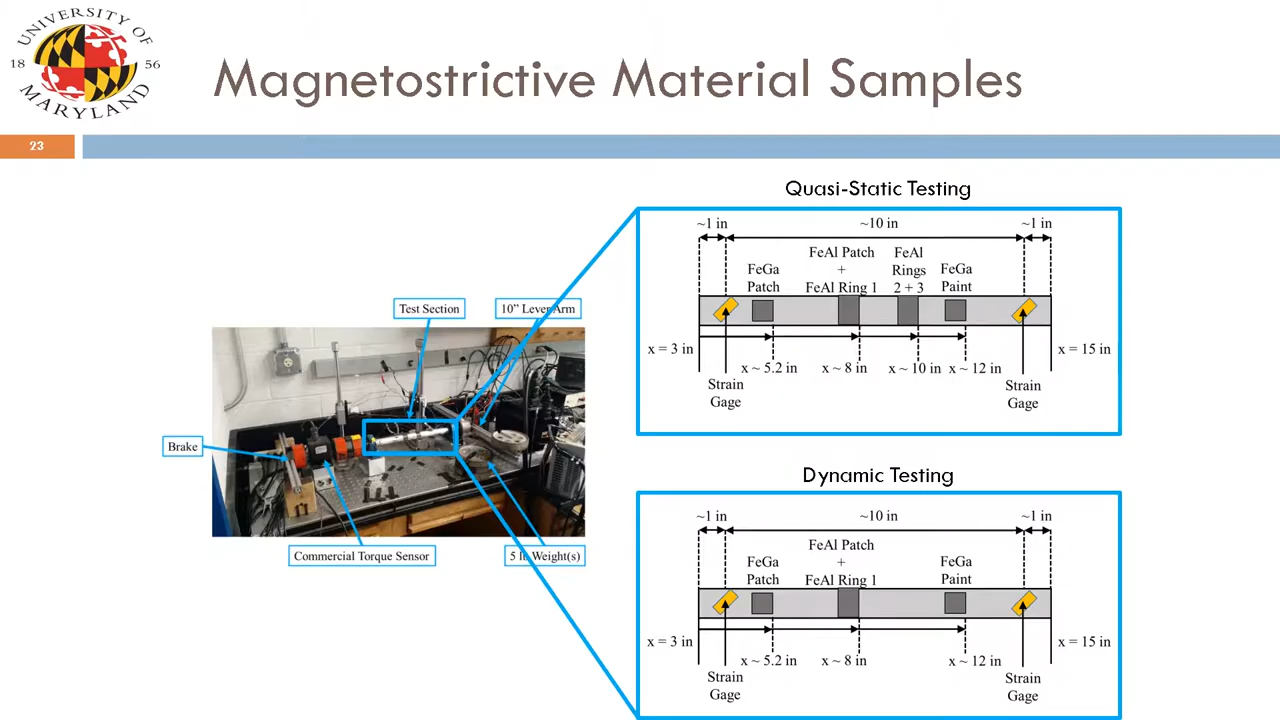 UNIVERSITY OF
18 56
MARYLAND
Magnetostrictive Material Samples
23
Quasi-Static Testing
~1 in
~10 in
~1 in
FeGa
Patch
FeAl Patch
+
FeAl Ring 1
FeAl
Rings
2 + 3
FeGa
Paint
x = 3 in
x ~ 5.2 in
x ~ 8 in
x ~ 10 in
x ~ 12 in
x = 15 in
Strain
Gage
Strain
Gage
Test Section
10” Lever Arm
Brake
Commercial Torque Sensor
Weight(s)
Dynamic Testing
~1 in
~10 in
~1 in
FeGa
Patch
FeAl Patch
+
FeAl Ring 1
FeGa
Paint
x = 3 in
x ~ 5.2 in
x ~ 8 in
x ~ 12 in
x = 15 in
Strain
Gage
Strain
Gage